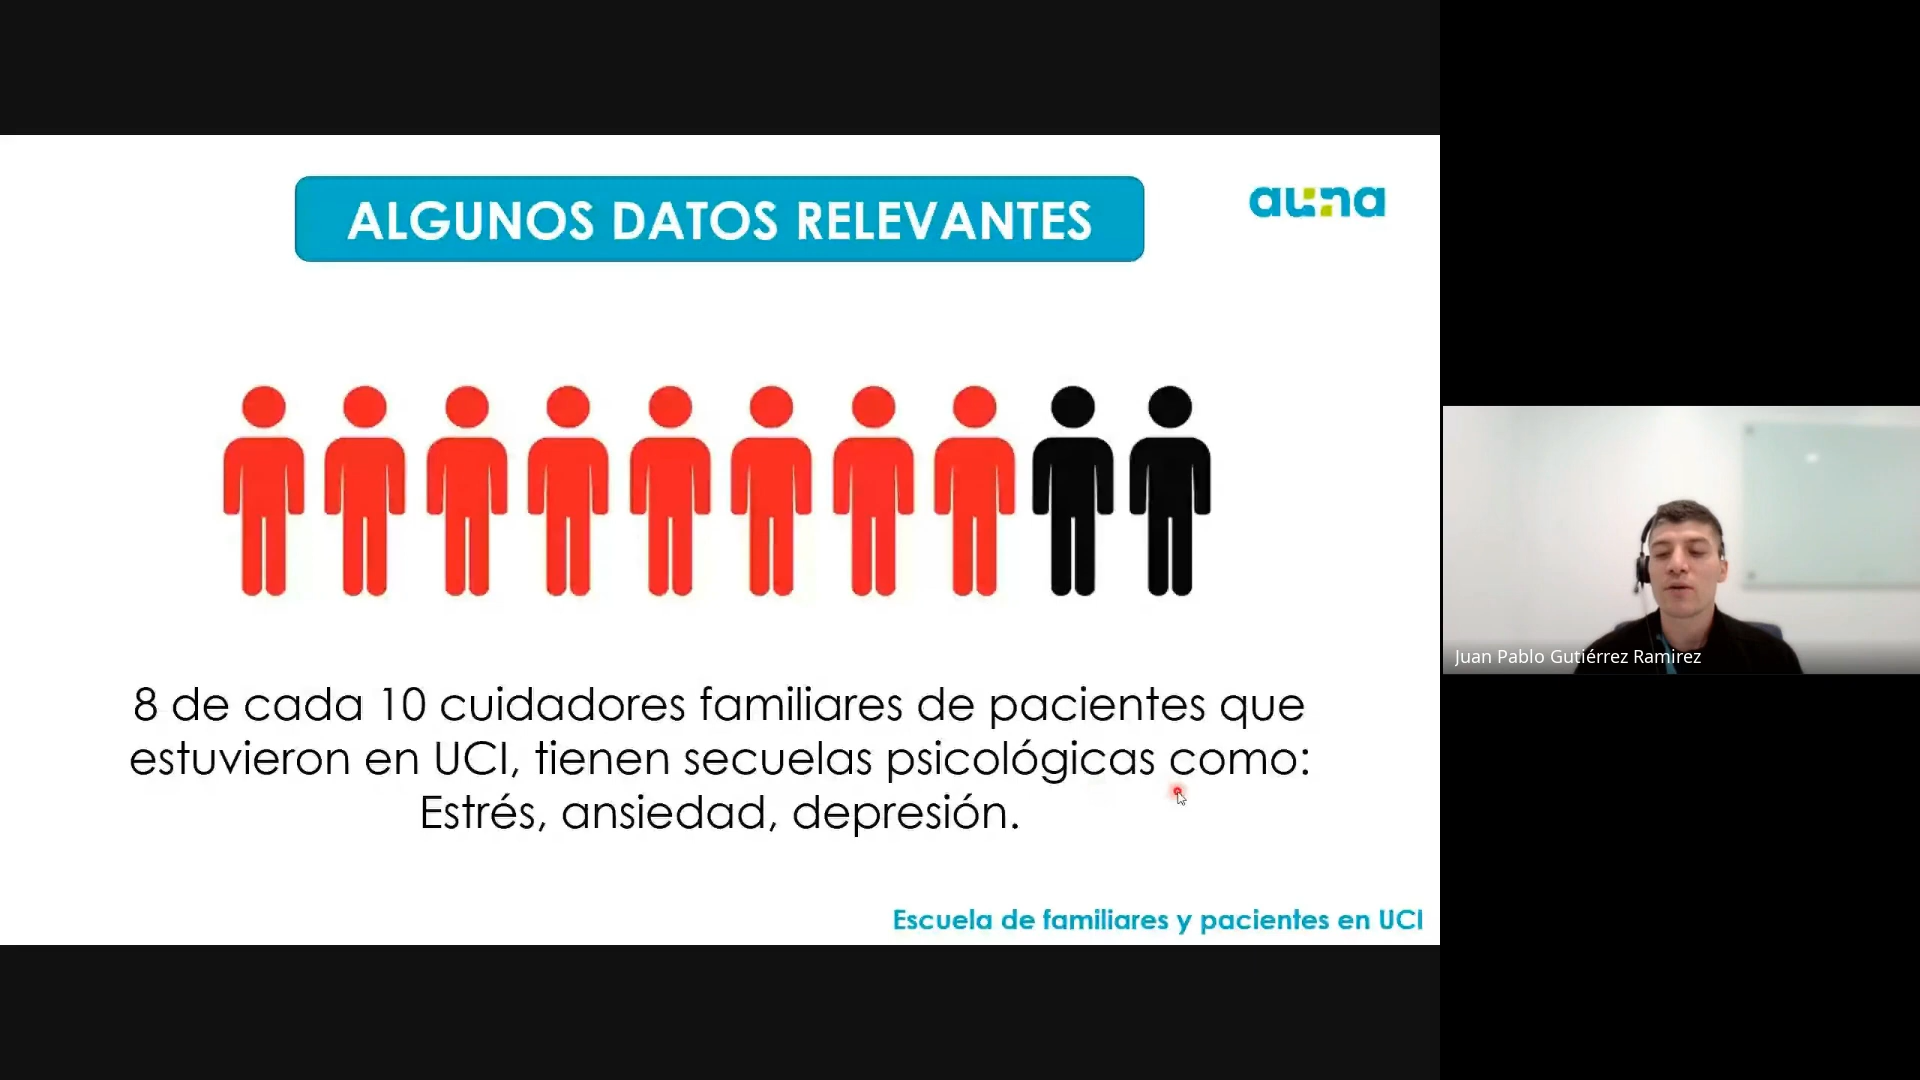 ALGUNOS DATOS RELEVANTES
auna
8 de cada 10 cuidadores familiares de pacientes que
estuvieron en UCI, tienen secuelas psicológicas como:
Estrés, ansiedad, depresión.
Escuela de familiares y pacientes en UCI
Juan Pablo Gutiérrez Ramirez